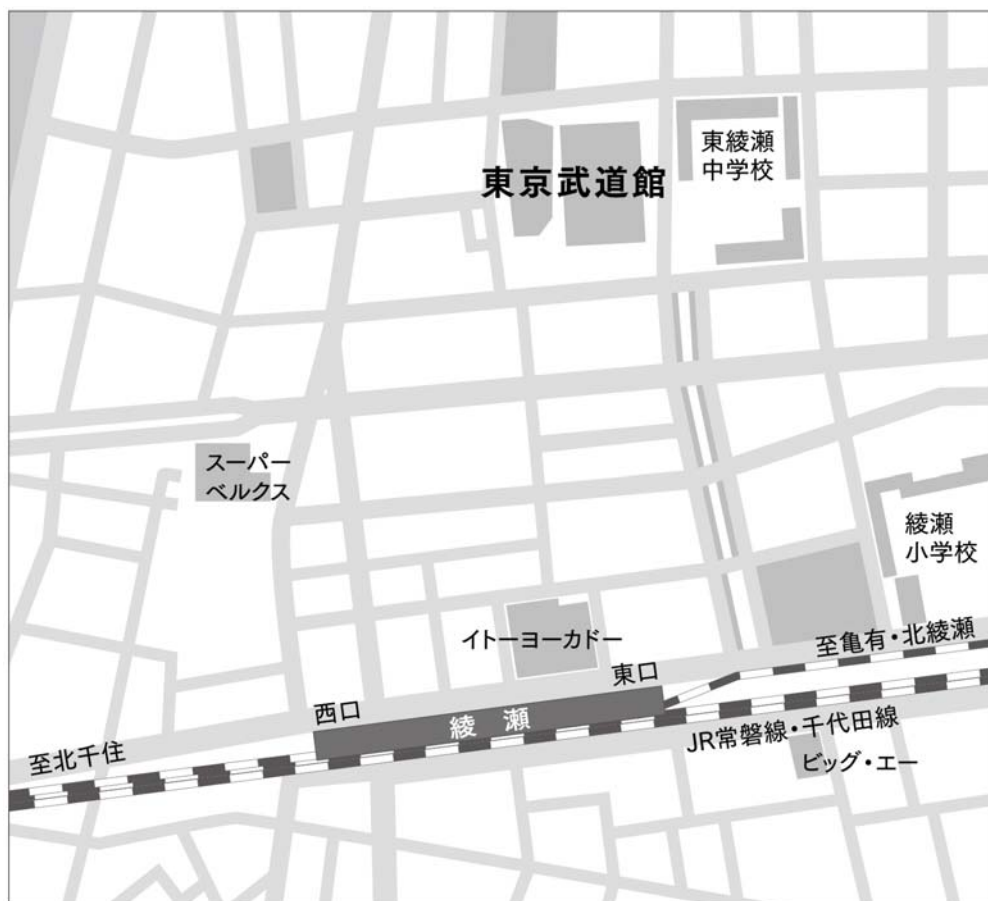 東綾瀬
中学校
東京武道館
スーパー
ベルクス
綾瀬
小学校
イトーヨーカドー
至亀有・北綾瀬
東口
西口
綾瀬
JR常磐線・千代田線
至北千住
ビッグ・エー